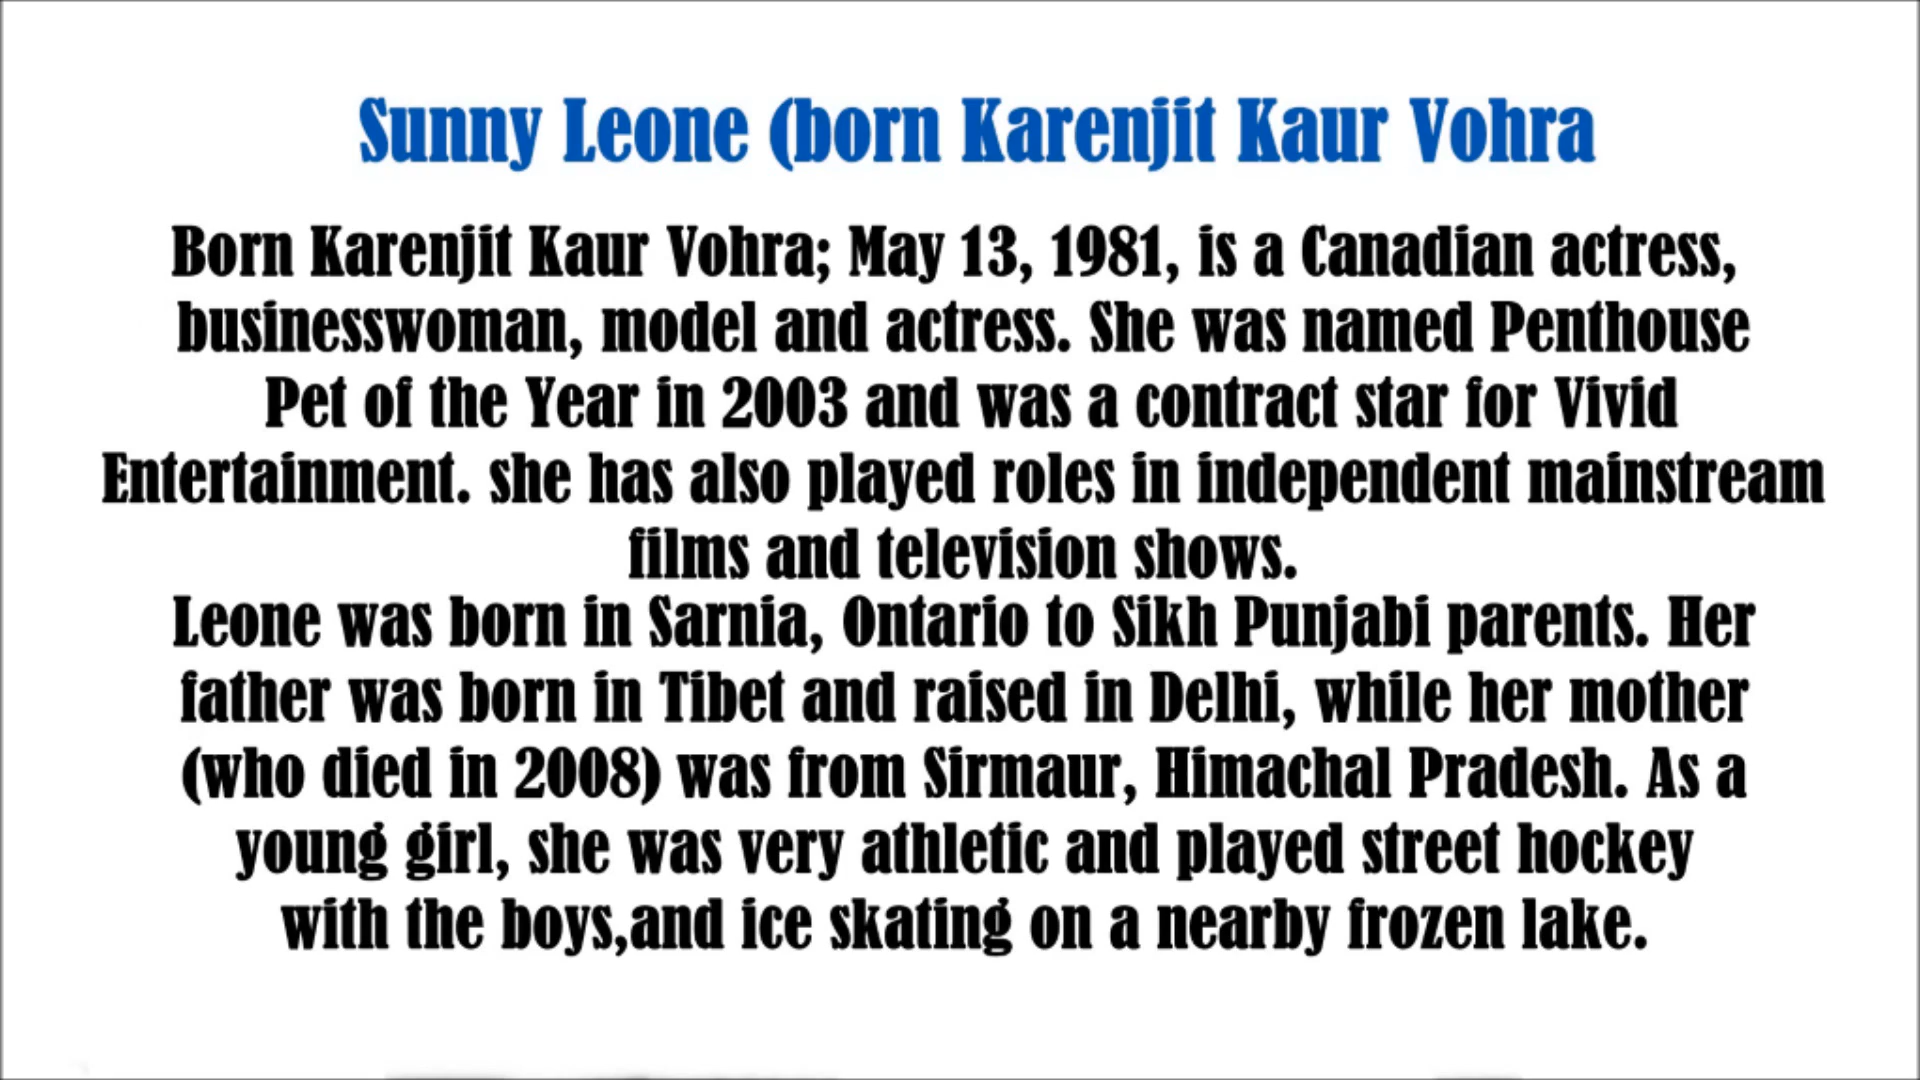 Sunny Leone (born Karenjit Kaur Vohra
Born Karenjit Kaur Vohra; May 13, 1981, is a Canadian actress,
businesswoman, model and actress. She was named Penthouse
Pet of the Year in 2003 and was a contract star for Vivid
Entertainment. she has also played roles in independent mainstream
films and television shows.
Leone was born in Sarnia, Ontario to Sikh Punjabi parents. Her
father was born in Tibet and raised in Delhi, while her mother
(who died in 2008) was from Sirmaur, Himachal Pradesh. As a
young girl, she was very athletic and played street hockey
with the boys,and ice skating on a nearby frozen lake.